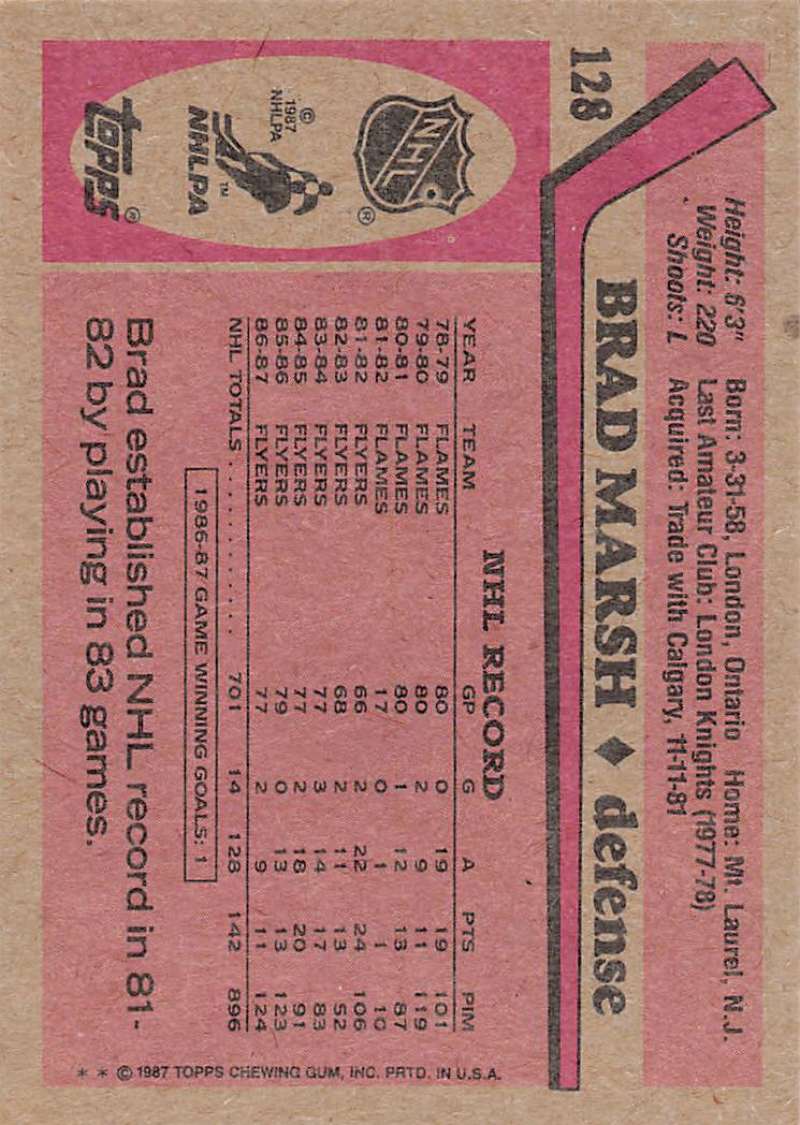 128
BRAD MARSH ♦ defense
Height: 6'3" Born: 3-31-58, London, Ontario Home: Mt. Laurel, N.J.
Weight: 220 Last Amateur Club: London Knights (1977-78)
Shoots: L Acquired: Trade with Calgary, 11-11-81
NHL
®
© 1987 NHLPA
NHLPA
™
TOPPS ®
NHL RECORD
YEAR TEAM GP G A PTS PIM
78-79 FLAMES 80 0 19 19 101
79-80 FLAMES 80 2 9 11 119
80-81 FLAMES 80 1 12 13 87
81-82 FLAMES 17 0 1 1 10
81-82 FLYERS 66 2 22 24 106
82-83 FLYERS 68 2 11 13 52
83-84 FLYERS 77 3 14 17 83
84-85 FLYERS 77 2 18 20 91
85-86 FLYERS 79 0 13 13 123
86-87 FLYERS 77 2 9 11 124
NHL TOTALS . . . . . . . . . . . 701 14 128 142 896
1986-87 GAME WINNING GOALS: 1
Brad established NHL record in 81-
82 by playing in 83 games.
* * © 1987 TOPPS CHEWING GUM, INC. PRTD. IN U.S.A.